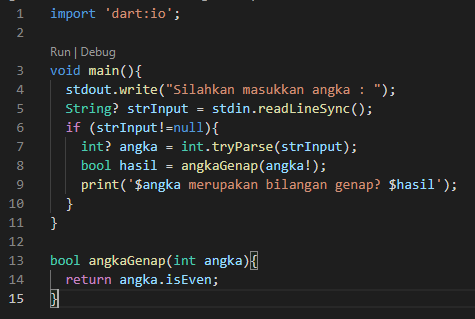 1 import 'dart:io';
2
Run | Debug
3 void main(){
4   stdout.write("Silahkan masukkan angka : ");
5   String? strInput = stdin.readLineSync();
6   if (strInput!=null){
7     int? angka = int.tryParse(strInput);
8     bool hasil = angkaGenap(angka!);
9     print('$angka merupakan bilangan genap? $hasil');
10   }
11 }
12
13 bool angkaGenap(int angka){
14   return angka.isEven;
15 }